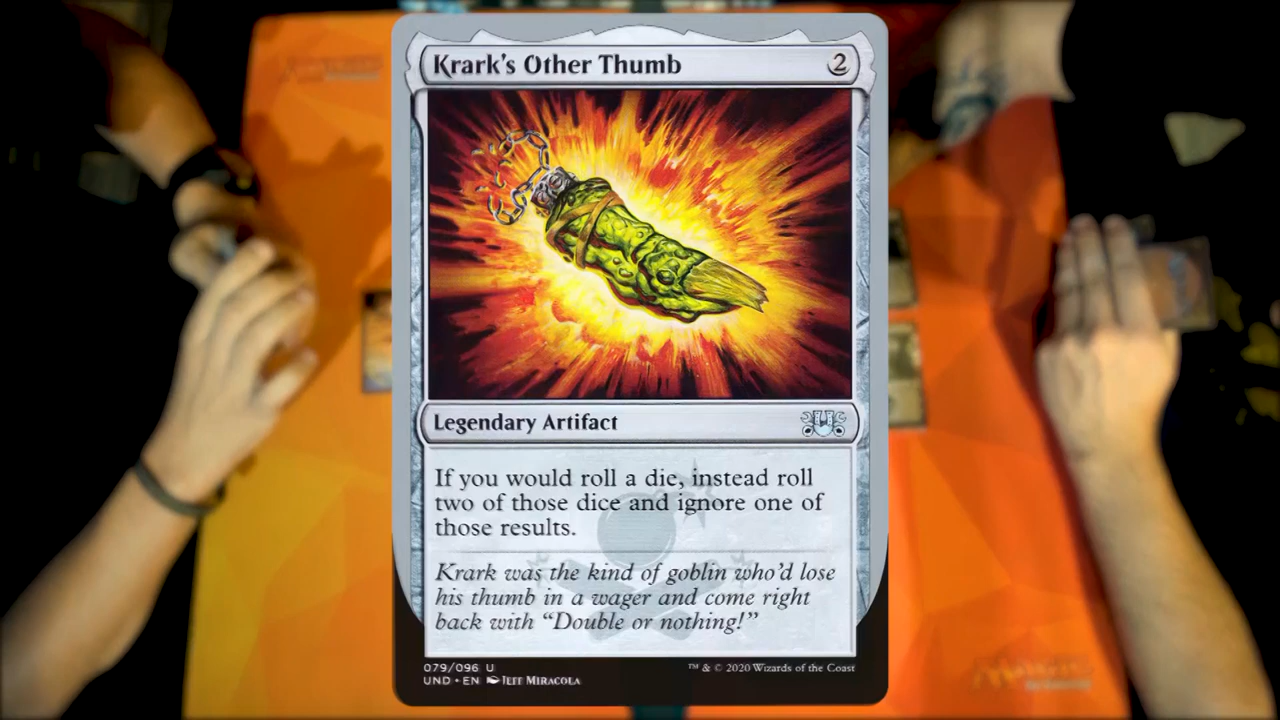 Krark's Other Thumb 2
Legendary Artifact
If you would roll a die, instead roll
two of those dice and ignore one of
those results.
Krark was the kind of goblin who'd lose
his thumb in a wager and come right
back with “Double or nothing!”
079/096 U
™ & © 2020 Wizards of the Coast
UND • EN Jeff Miracola